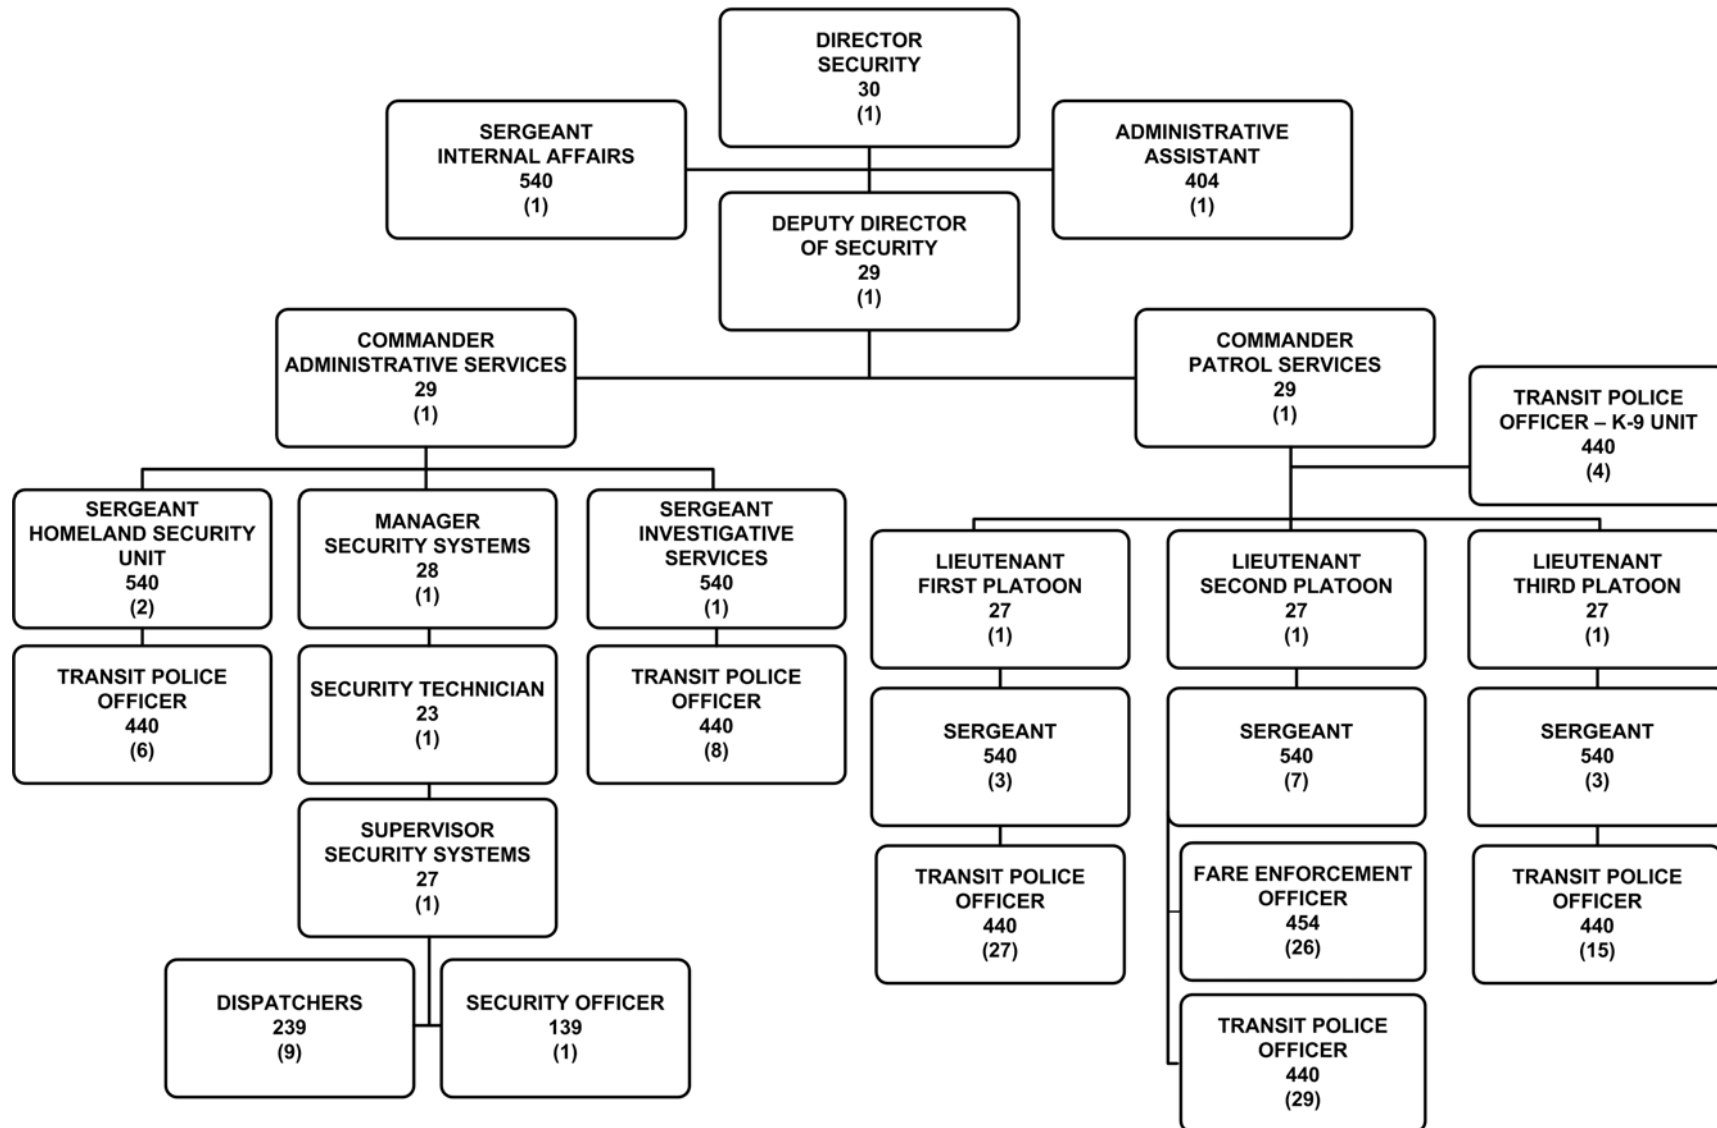 DIRECTOR
SECURITY
30
(1)
SERGEANT
INTERNAL AFFAIRS
540
(1)
ADMINISTRATIVE
ASSISTANT
404
(1)
DEPUTY DIRECTOR
OF SECURITY
29
(1)
COMMANDER
ADMINISTRATIVE SERVICES
29
(1)
COMMANDER
PATROL SERVICES
29
(1)
TRANSIT POLICE
OFFICER – K-9 UNIT
440
(4)
SERGEANT
HOMELAND SECURITY
UNIT
540
(2)
MANAGER
SECURITY SYSTEMS
28
(1)
SERGEANT
INVESTIGATIVE
SERVICES
540
(1)
LIEUTENANT
FIRST PLATOON
27
(1)
LIEUTENANT
SECOND PLATOON
27
(1)
LIEUTENANT
THIRD PLATOON
27
(1)
TRANSIT POLICE
OFFICER
440
(6)
SECURITY TECHNICIAN
23
(1)
TRANSIT POLICE
OFFICER
440
(8)
SERGEANT
540
(3)
SERGEANT
540
(7)
SERGEANT
540
(3)
SUPERVISOR
SECURITY SYSTEMS
27
(1)
TRANSIT POLICE
OFFICER
440
(27)
FARE ENFORCEMENT
OFFICER
454
(26)
TRANSIT POLICE
OFFICER
440
(15)
DISPATCHERS
239
(9)
SECURITY OFFICER
139
(1)
TRANSIT POLICE
OFFICER
440
(29)